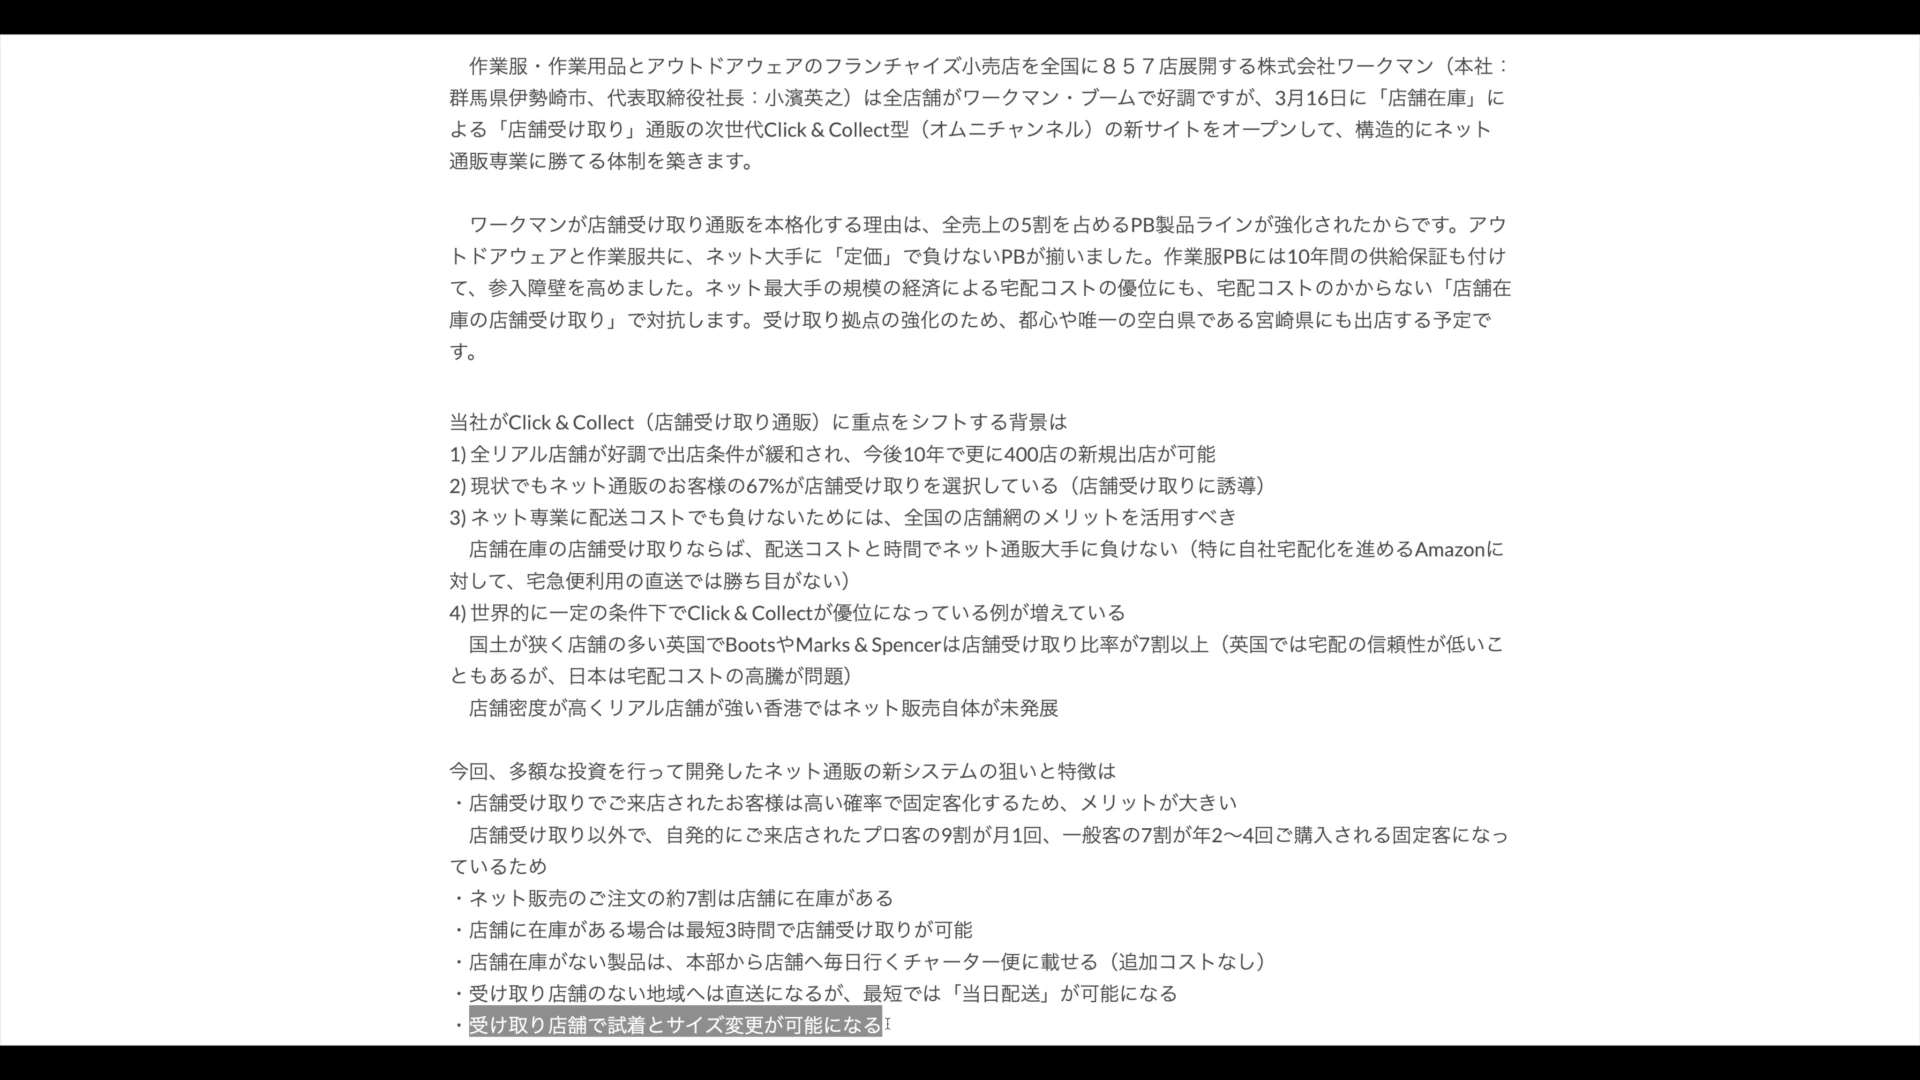 作業服・作業用品とアウトドアウェアのフランチャイズ小売店を全国に８５７店展開する株式会社ワークマン（本社：
群馬県伊勢崎市、代表取締役社長：小濱英之）は全店舗がワークマン・ブームで好調ですが、3月16日に「店舗在庫」に
よる「店舗受け取り」通販の次世代Click & Collect型（オムニチャンネル）の新サイトをオープンして、構造的にネット
通販専業に勝てる体制を築きます。
ワークマンが店舗受け取り通販を本格化する理由は、全売上の5割を占めるPB製品ラインが強化されたからです。アウ
トドアウェアと作業服共に、ネット大手に「定価」で負けないPBが揃いました。作業服PBには10年間の供給保証も付け
て、参入障壁を高めました。ネット最大手の規模の経済による宅配コストの優位にも、宅配コストのかからない「店舗在
庫の店舗受け取り」で対抗します。受け取り拠点の強化のため、都心や唯一の空白県である宮崎県にも出店する予定で
す。
当社がClick & Collect（店舗受け取り通販）に重点をシフトする背景は
1) 全リアル店舗が好調で出店条件が緩和され、今後10年で更に400店の新規出店が可能
2) 現状でもネット通販のお客様の67%が店舗受け取りを選択している（店舗受け取りに誘導）
3) ネット専業に配送コストでも負けないためには、全国の店舗網のメリットを活用すべき
店舗在庫の店舗受け取りならば、配送コストと時間でネット通販大手に負けない（特に自社宅配化を進めるAmazonに
対して、宅急便利用の直送では勝ち目がない）
4) 世界的に一定の条件下でClick & Collectが優位になっている例が増えている
国土が狭く店舗の多い英国でBootsやMarks & Spencerは店舗受け取り比率が7割以上（英国では宅配の信頼性が低いこ
ともあるが、日本は宅配コストの高騰が問題）
店舗密度が高くリアル店舗が強い香港ではネット販売自体が未発展
今回、多額な投資を行って開発したネット通販の新システムの狙いと特徴は
・店舗受け取りでご来店されたお客様は高い確率で固定客化するため、メリットが大きい
店舗受け取り以外で、自発的にご来店されたプロ客の9割が月1回、一般客の7割が年2〜4回ご購入される固定客になっ
ているため
・ネット販売のご注文の約7割は店舗に在庫がある
・店舗に在庫がある場合は最短3時間で店舗受け取りが可能
・店舗在庫がない製品は、本部から店舗へ毎日行くチャーター便に載せる（追加コストなし）
・受け取り店舗のない地域へは直送になるが、最短では「当日配送」が可能になる
・受け取り店舗で試着とサイズ変更が可能になる